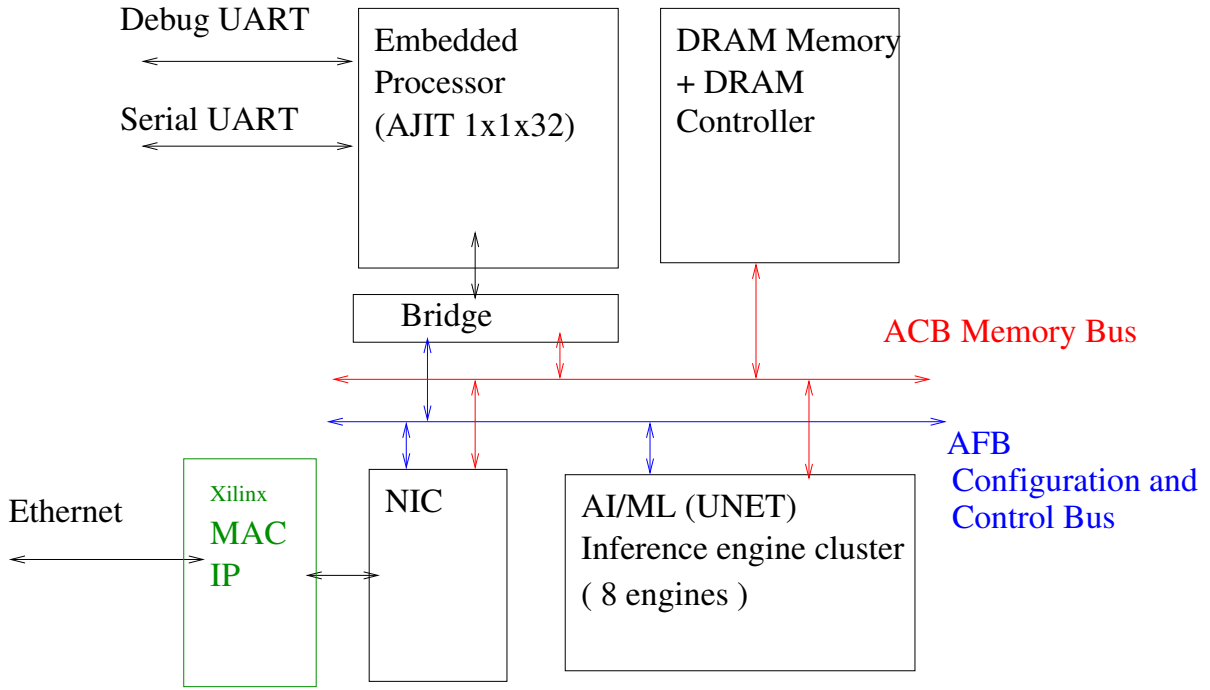 Debug UART
Serial UART
Embedded
Processor
(AJIT 1x1x32)
DRAM Memory
+ DRAM
Controller
Bridge
ACB Memory Bus
AFB
Configuration and
Control Bus
Ethernet
Xilinx
MAC
IP
NIC
AI/ML (UNET)
Inference engine cluster
( 8 engines )